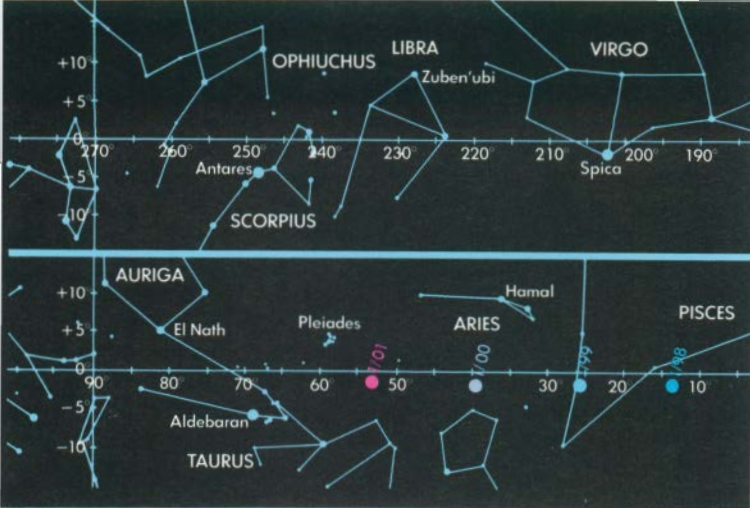 +10°
OPHIUCHUS
LIBRA
VIRGO
+5°
Zuben'ubi
0°
270°
260°
250°
240°
230°
220°
210°
200°
190°
Antares
Spica
-5°
-10°
SCORPIUS
AURIGA
+10°
Hamal
+5°
El Nath
Pleiades
ARIES
PISCES
1/01
1/00
1/99
1/98
0°
90°
80°
70°
60°
50°
30°
20°
10°
-5°
Aldebaran
-10°
TAURUS